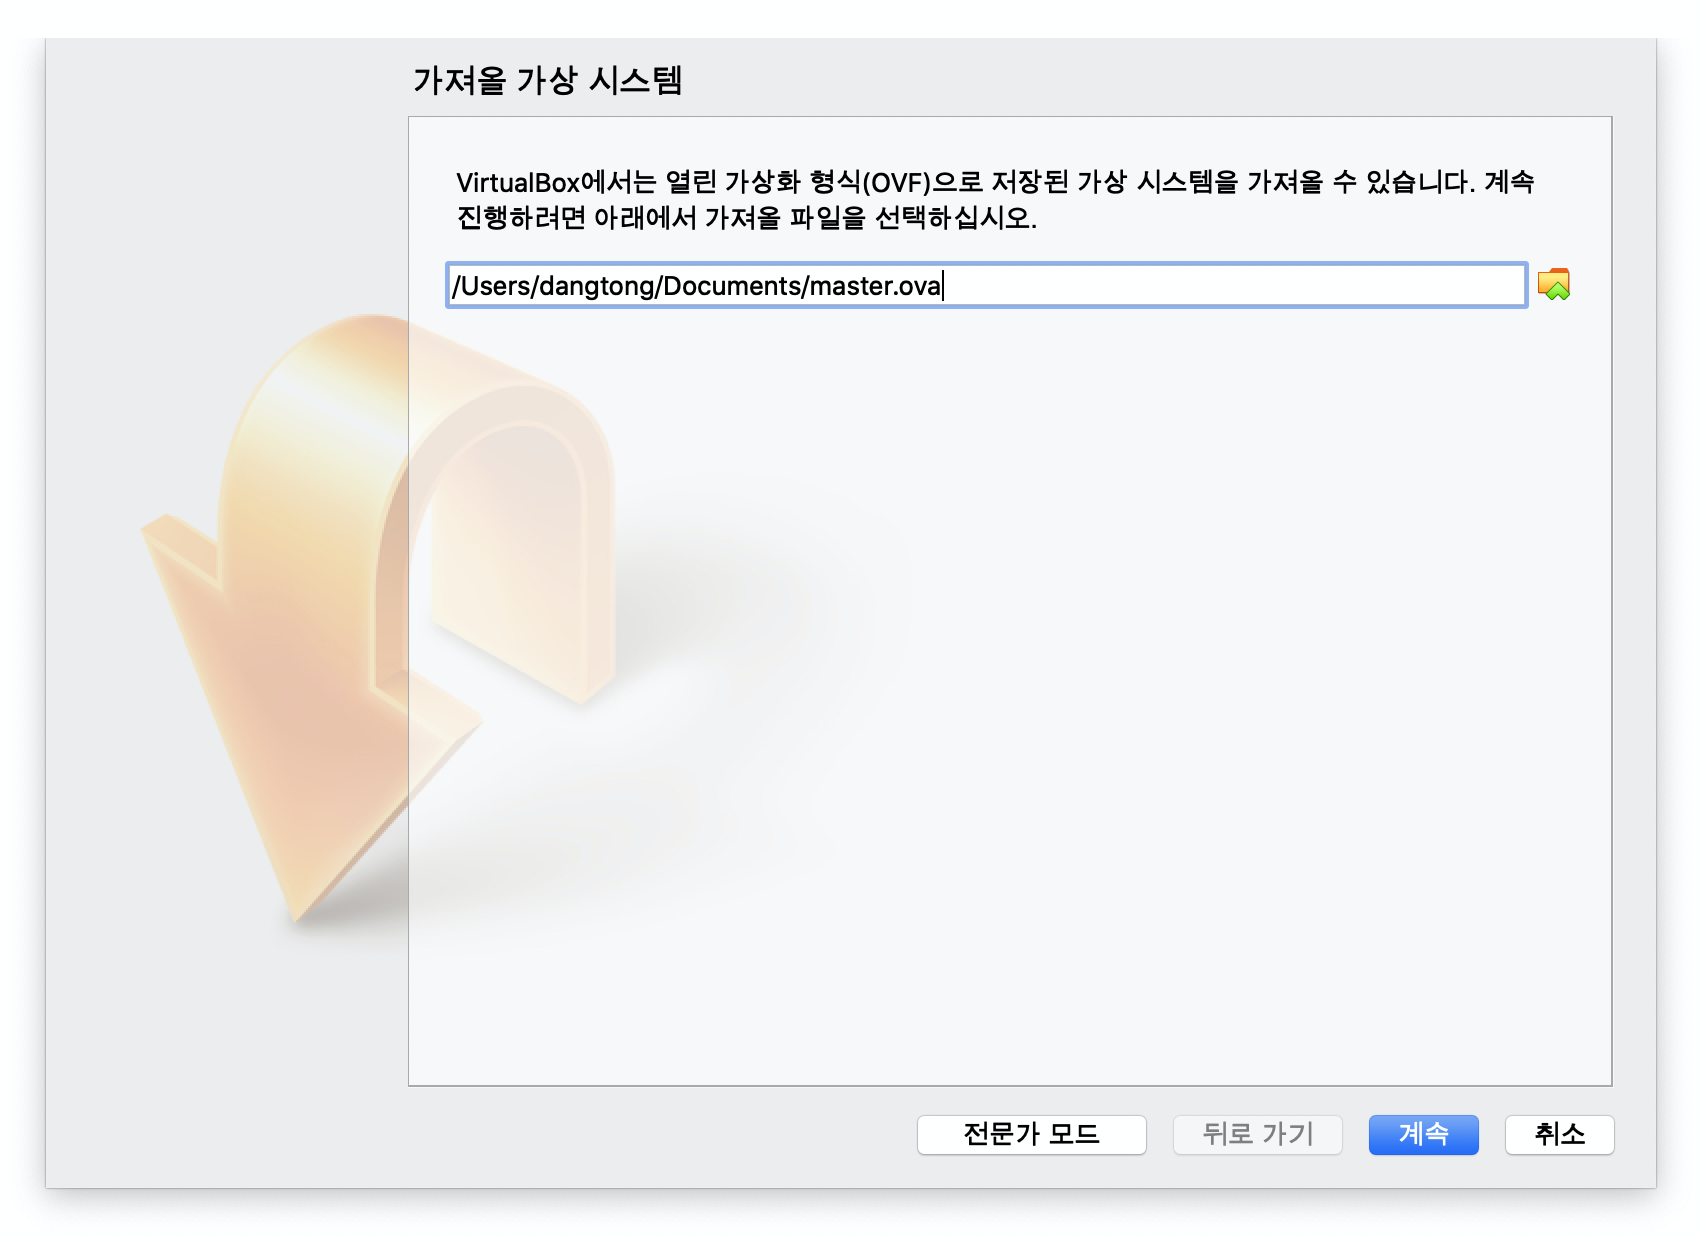 가져올 가상 시스템
VirtualBox에서는 열린 가상화 형식(OVF)으로 저장된 가상 시스템을 가져올 수 있습니다. 계속
진행하려면 아래에서 가져올 파일을 선택하십시오.
/Users/dangtong/Documents/master.ova
전문가 모드 뒤로 가기 계속 취소